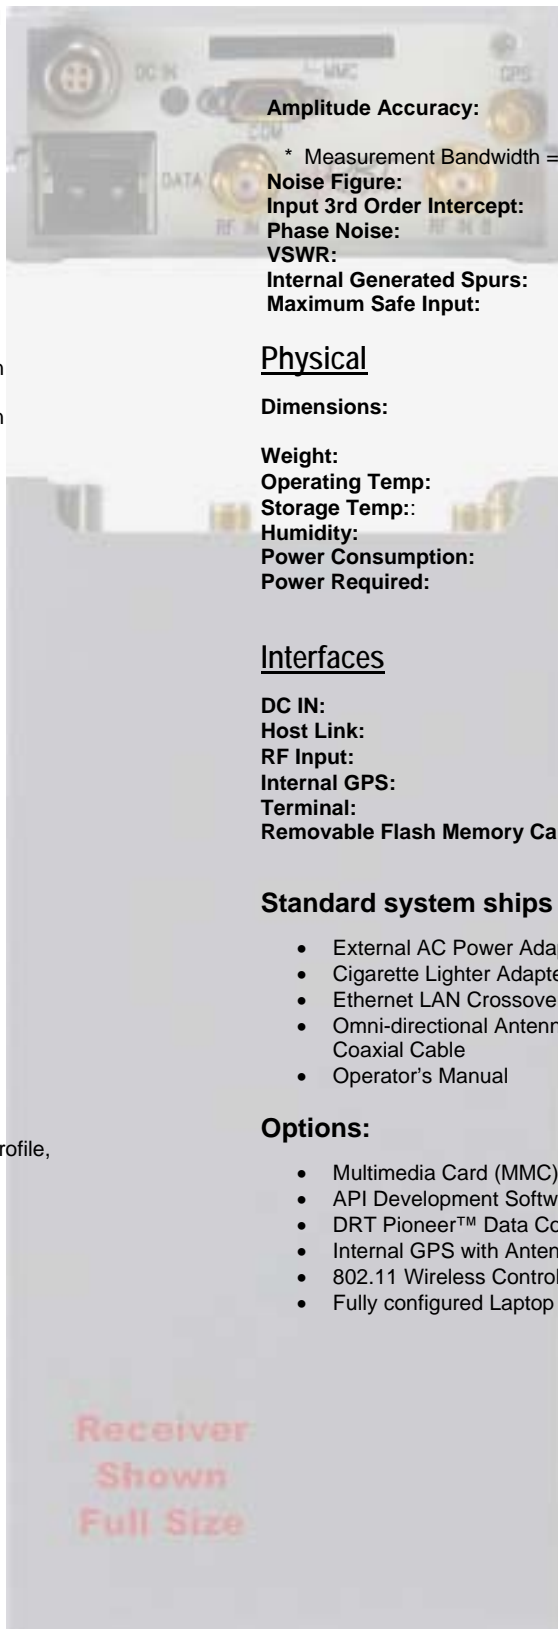 DC IN
MMC
GPS
COM
DATA
RF IN
RF IN B
Amplitude Accuracy:
* Measurement Bandwidth =
Noise Figure:
Input 3rd Order Intercept:
Phase Noise:
VSWR:
Internal Generated Spurs:
Maximum Safe Input:
n
n
Physical
Dimensions:
Weight:
Operating Temp:
Storage Temp::
Humidity:
Power Consumption:
Power Required:
Interfaces
DC IN:
Host Link:
RF Input:
Internal GPS:
Terminal:
Removable Flash Memory Ca
Standard system ships
• External AC Power Ada
• Cigarette Lighter Adapte
• Ethernet LAN Crossove
• Omni-directional Antenn
Coaxial Cable
• Operator's Manual
rofile,
Options:
• Multimedia Card (MMC)
• API Development Softw
• DRT Pioneer™ Data Co
• Internal GPS with Anten
• 802.11 Wireless Control
• Fully configured Laptop
Receiver
Shown
Full Size